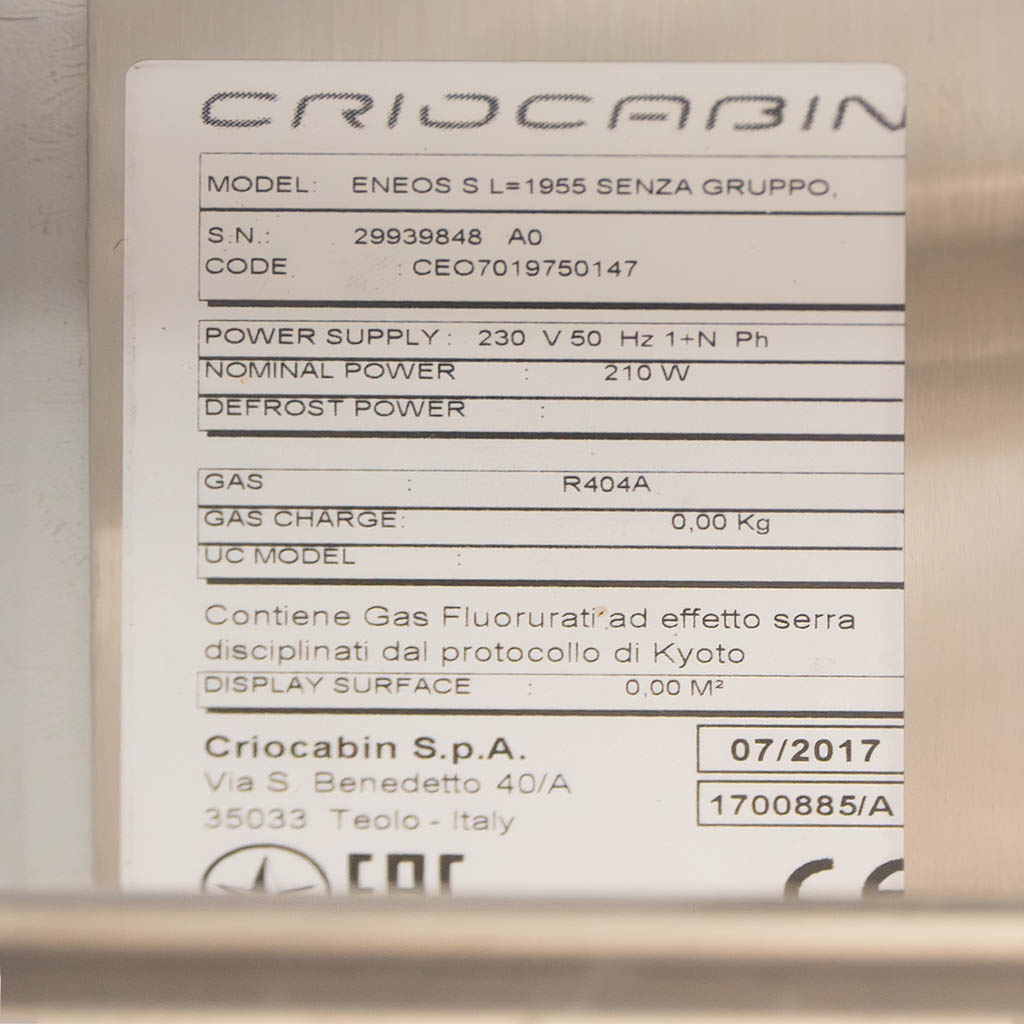 CRIOCABIN
MODEL: ENEOS S L=1955 SENZA GRUPPO,
S.N.: 29939848 A0
CODE : CEO7019750147
POWER SUPPLY : 230 V 50 Hz 1+N Ph
NOMINAL POWER : 210 W
DEFROST POWER :
GAS : R404A
GAS CHARGE: 0,00 Kg
UC MODEL :
Contiene Gas Fluorurati ad effetto serra
disciplinati dal protocollo di Kyoto
DISPLAY SURFACE : 0,00 M²
Criocabin S.p.A. 07/2017
Via S. Benedetto 40/A
35033 Teolo - Italy 1700885/A
EAC CE